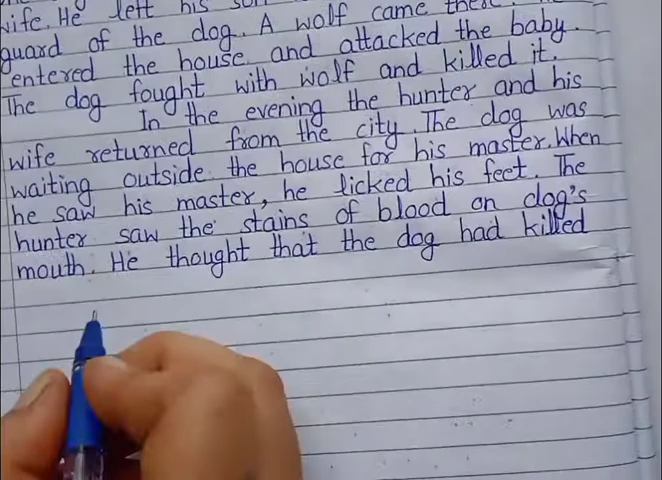 wife. He left his son
guard of the dog. A wolf came there.
entered the house and attacked the baby.
The dog fought with wolf and killed it.
In the evening the hunter and his
wife returned from the city. The dog was
waiting outside the house for his master. When
he saw his master, he licked his feet. The
hunter saw the stains of blood on dog's
mouth. He thought that the dog had killed